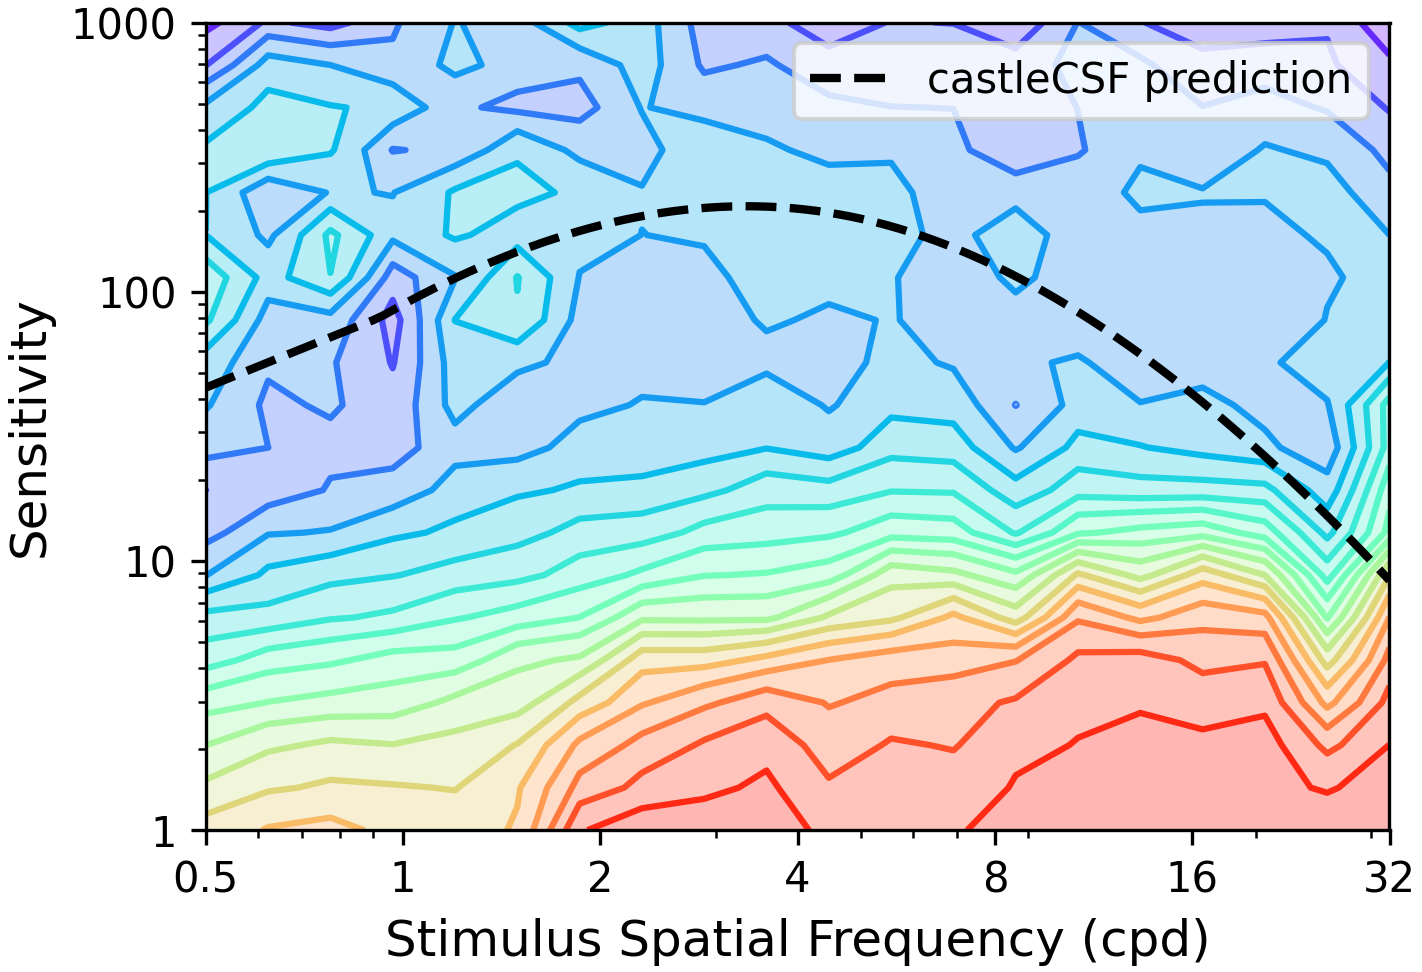 1000
castleCSF prediction
100
Sensitivity
10
1
0.5 1 2 4 8 16 32
Stimulus Spatial Frequency (cpd)